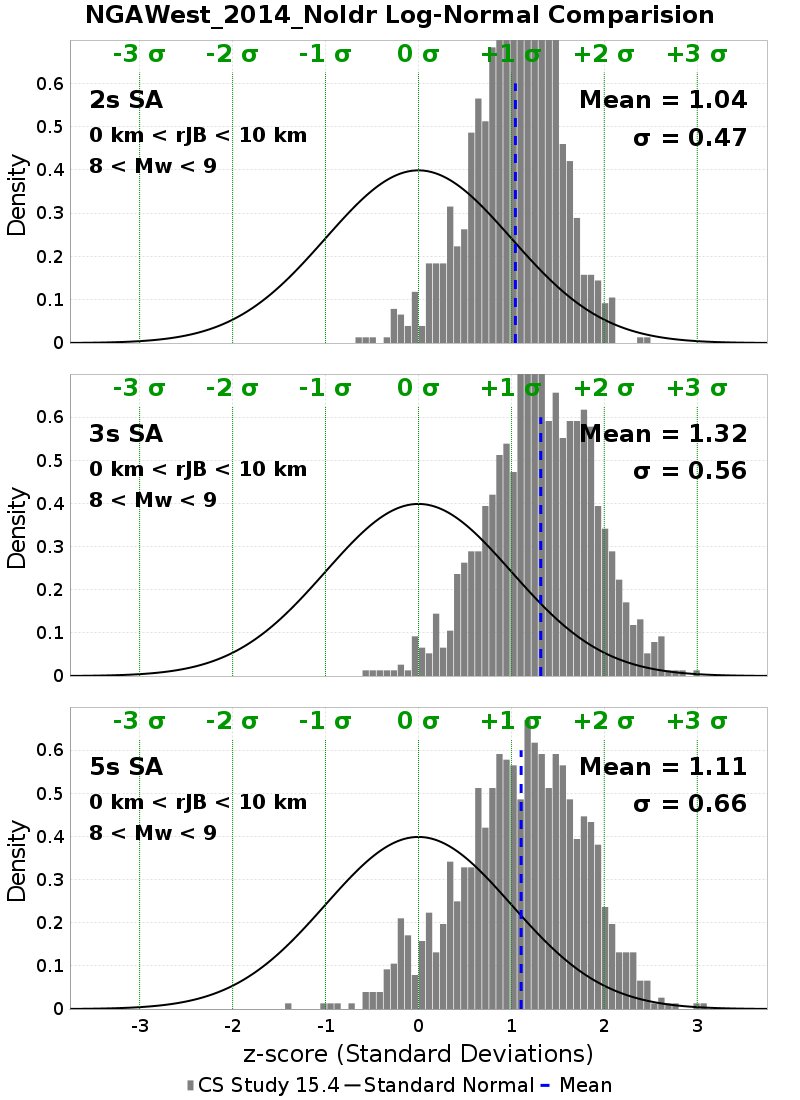 NGAWest_2014_NoIdr Log-Normal Comparision
-3 σ -2 σ -1 σ 0 σ +1 σ +2 σ +3 σ
2s SA
Mean = 1.04
0 km < rJB < 10 km
σ = 0.47
8 < Mw < 9
Density
0.6
0.5
0.4
0.3
0.2
0.1
0
-3 σ -2 σ -1 σ 0 σ +1 σ +2 σ +3 σ
3s SA
Mean = 1.32
0 km < rJB < 10 km
σ = 0.56
8 < Mw < 9
Density
0.6
0.5
0.4
0.3
0.2
0.1
0
-3 σ -2 σ -1 σ 0 σ +1 σ +2 σ +3 σ
5s SA
Mean = 1.11
0 km < rJB < 10 km
σ = 0.66
8 < Mw < 9
Density
0.6
0.5
0.4
0.3
0.2
0.1
0
-3 -2 -1 0 1 2 3
z-score (Standard Deviations)
CS Study 15.4 Standard Normal Mean